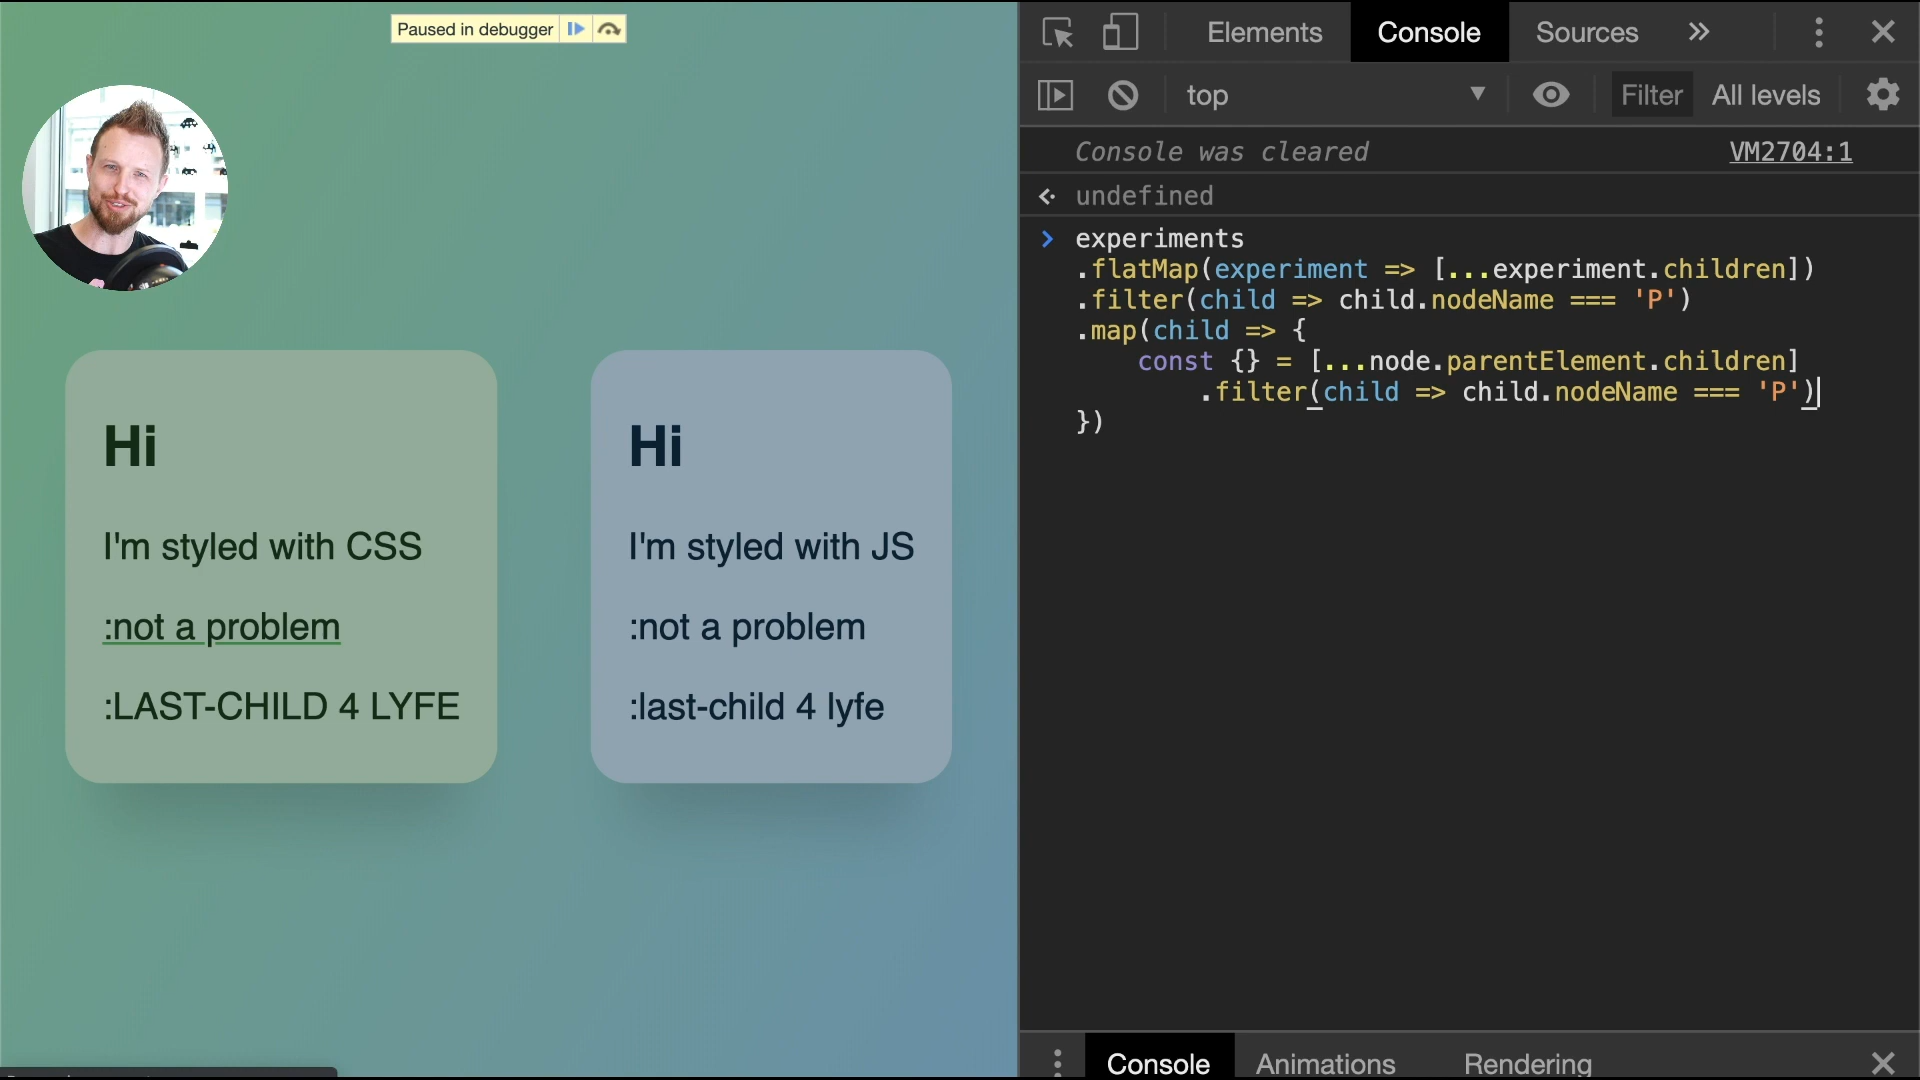 Paused in debugger
Hi
I'm styled with CSS
:not a problem
:LAST-CHILD 4 LYFE
Hi
I'm styled with JS
:not a problem
:last-child 4 lyfe
Elements Console Sources »
top Filter All levels
Console was cleared VM2704:1
undefined
experiments
.flatMap(experiment => [...experiment.children])
.filter(child => child.nodeName === 'P')
.map(child => {
const {} = [...node.parentElement.children]
.filter(child => child.nodeName === 'P')
})
Console Animations Rendering